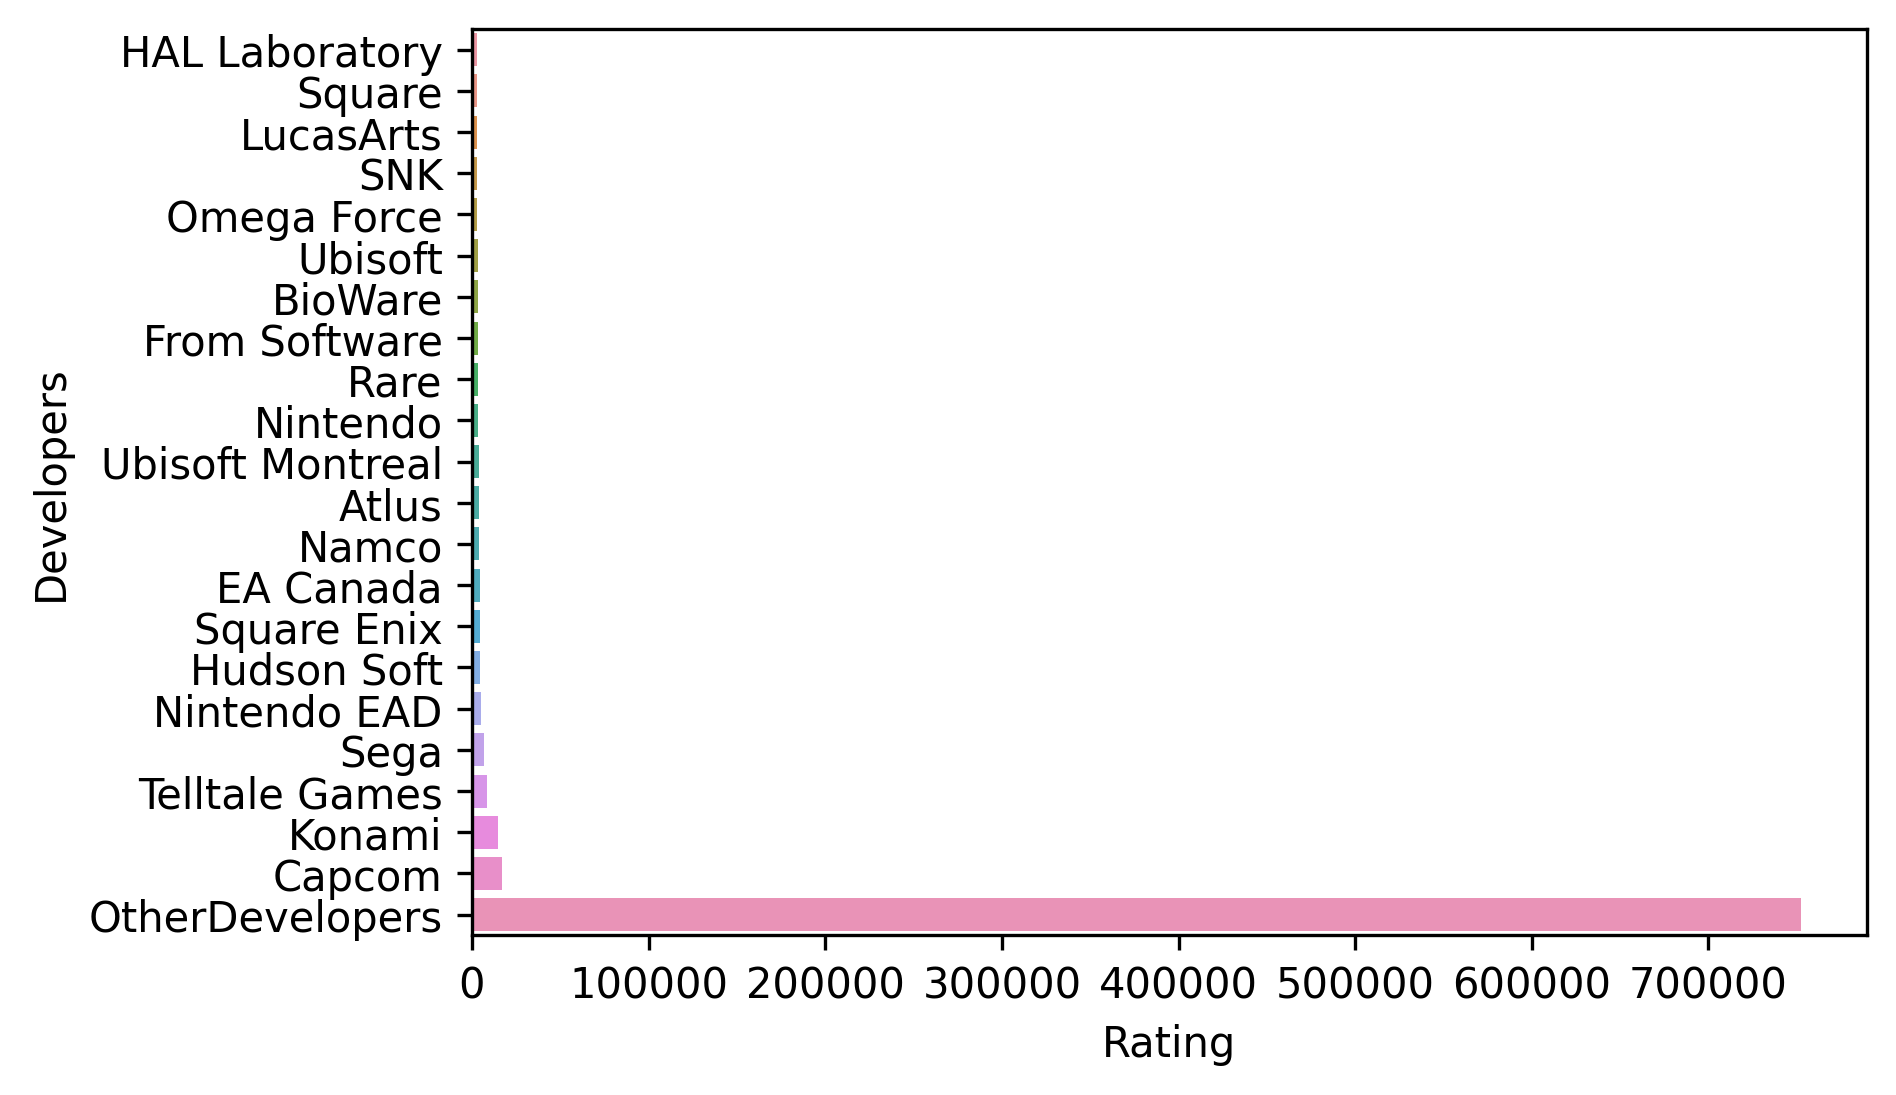 HAL Laboratory
Square
LucasArts
SNK
Omega Force
Ubisoft
BioWare
From Software
Rare
Nintendo
Ubisoft Montreal
Atlus
Namco
EA Canada
Square Enix
Hudson Soft
Nintendo EAD
Sega
Telltale Games
Konami
Capcom
OtherDevelopers
Developers
0 100000 200000 300000 400000 500000 600000 700000
Rating